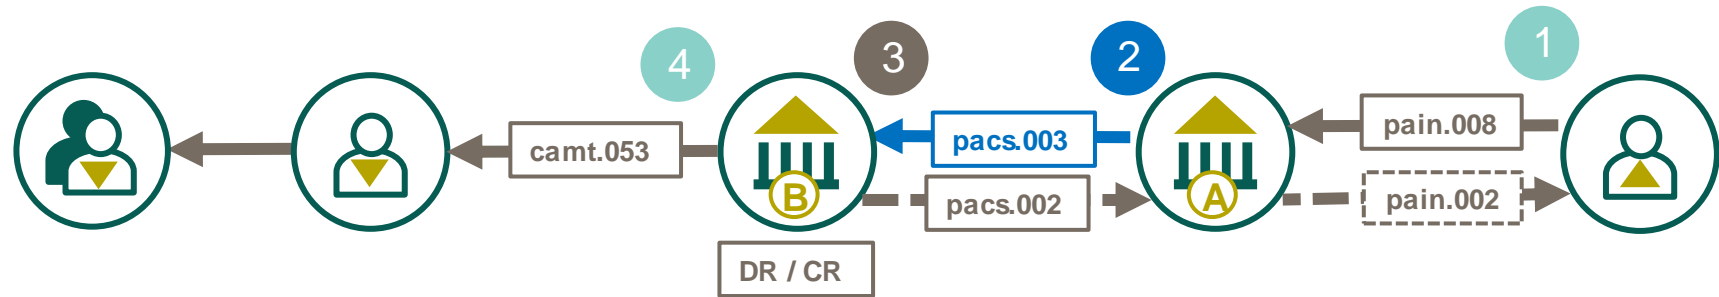 4
3
2
1
camt.053
pacs.003
pain.008
B
pacs.002
A
pain.002
DR / CR